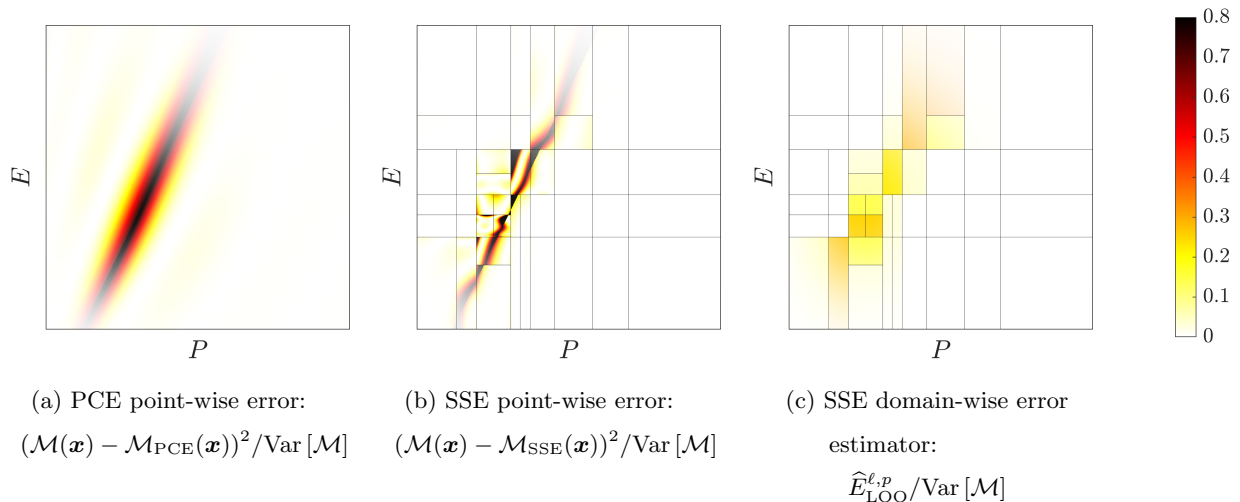 E
P
E
P
E
P
0.8
0.7
0.6
0.5
0.4
0.3
0.2
0.1
0
(a) PCE point-wise error:
(𝓜(𝒙) − 𝓜_PCE(𝒙))²/Var [𝓜]
(b) SSE point-wise error:
(𝓜(𝒙) − 𝓜_SSE(𝒙))²/Var [𝓜]
(c) SSE domain-wise error
estimator:
Ê^{ℓ,p}_LOO/Var [𝓜]